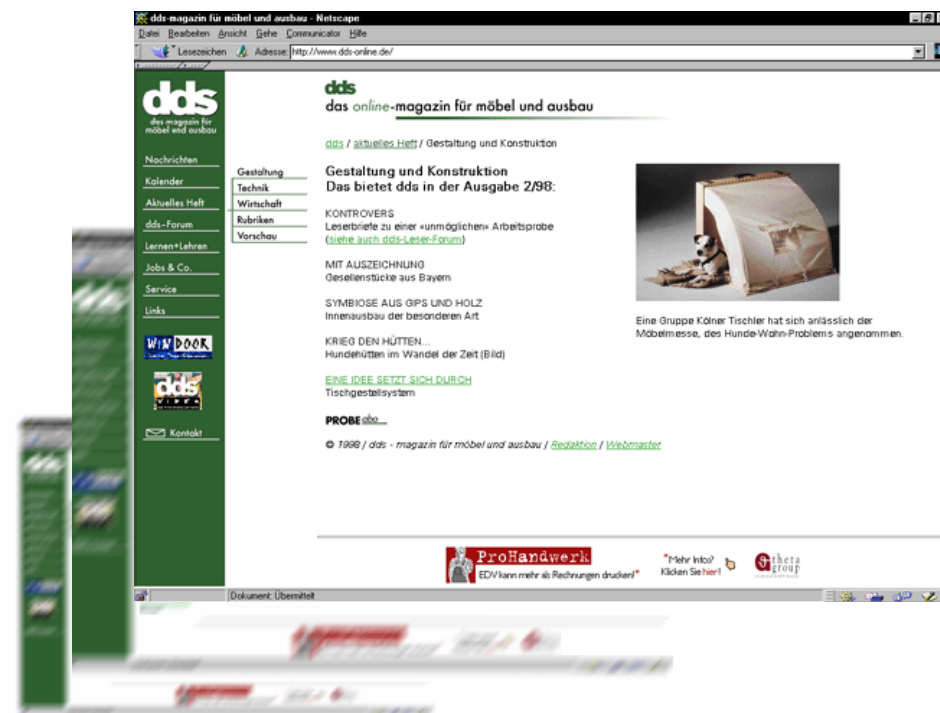 dds-magazin für möbel und ausbau - Netscape
Datei Bearbeiten Ansicht Gehe Communicator Hilfe
Lesezeichen Adresse: http://www.dds-online.de/
dds
das magazin für
möbel und ausbau
Nachrichten
Kalender
Aktuelles Heft
dds-Forum
Lernen+Lehren
Jobs & Co.
Service
Links
WIN DOOR
dds
VIDEO
Kontakt
Gestaltung
Technik
Wirtschaft
Rubriken
Vorschau
dds
das online-magazin für möbel und ausbau
dds / aktuelles Heft / Gestaltung und Konstruktion
Gestaltung und Konstruktion
Das bietet dds in der Ausgabe 2/98:
KONTROVERS
Leserbriefe zu einer «unmöglichen» Arbeitsprobe
(siehe auch dds-Leser-Forum)
MIT AUSZEICHNUNG
Gesellenstücke aus Bayern
SYMBIOSE AUS GIPS UND HOLZ
Innenausbau der besonderen Art
KRIEG DEN HÜTTEN...
Hundehütten im Wandel der Zeit (Bild)
EINE IDEE SETZT SICH DURCH
Tischgestellsystem
PROBE abo
© 1998 / dds - magazin für möbel und ausbau / Redaktion / Webmaster
Eine Gruppe Kölner Tischler hat sich anlässlich der
Möbelmesse, des Hunde-Wohn-Problems angenommen.
ProHandwerk
EDV kann mehr als Rechnungen drucken!*
*Mehr Infos?
Klicken Sie hier!
theta
group
Dokument: Übermittelt